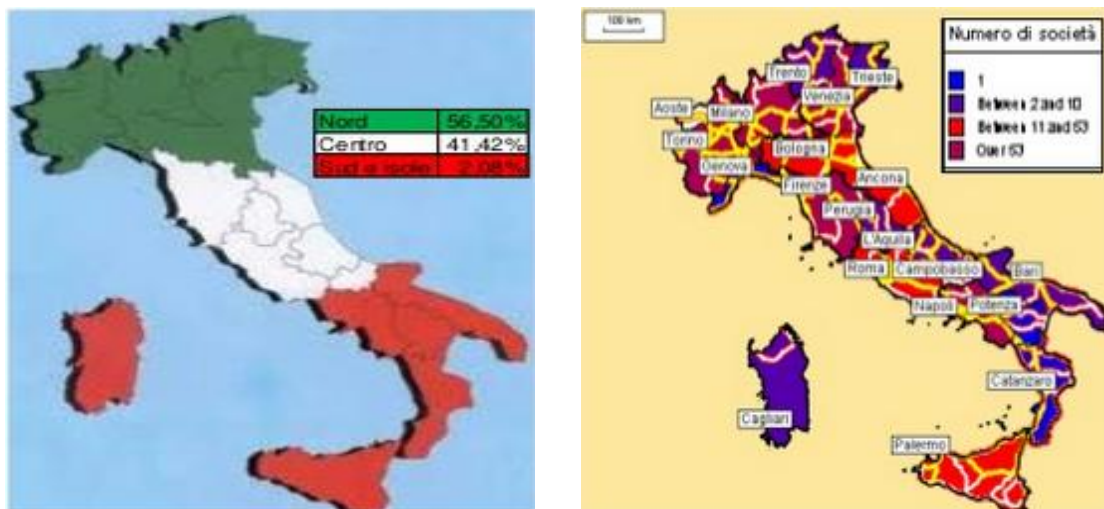 Nord 56,50%
Centro 41,42%
Sud e isole 2,08%
100 km
Numero di società
1
Between 2 and 10
Between 11 and 63
Over 63
Trento
Trieste
Aoste
Milano
Venezia
Torino
Genova
Bologna
Firenze
Ancona
Perugia
L'Aquila
Roma
Campobasso
Bari
Napoli
Potenza
Catanzaro
Cagliari
Palermo